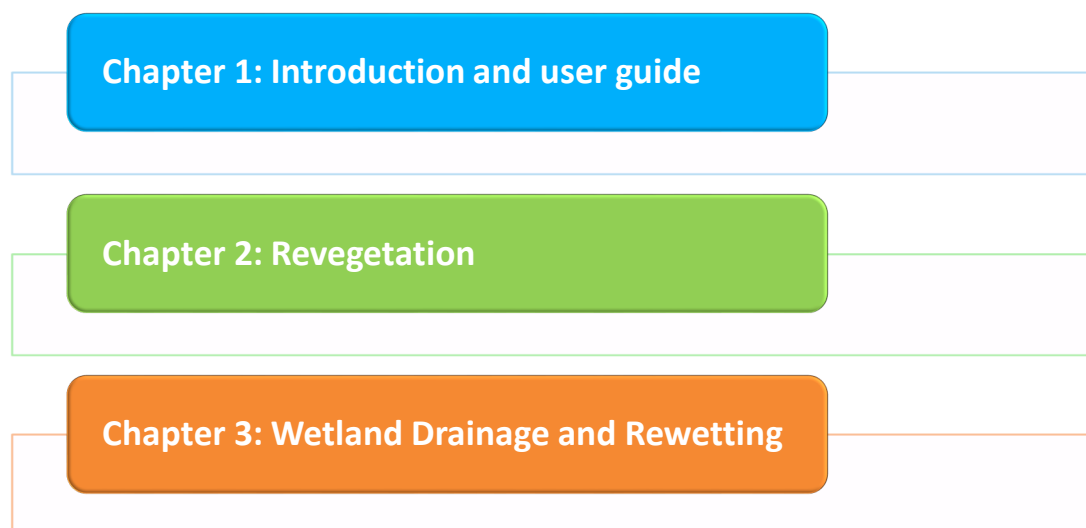 Chapter 1: Introduction and user guide
Chapter 2: Revegetation
Chapter 3: Wetland Drainage and Rewetting